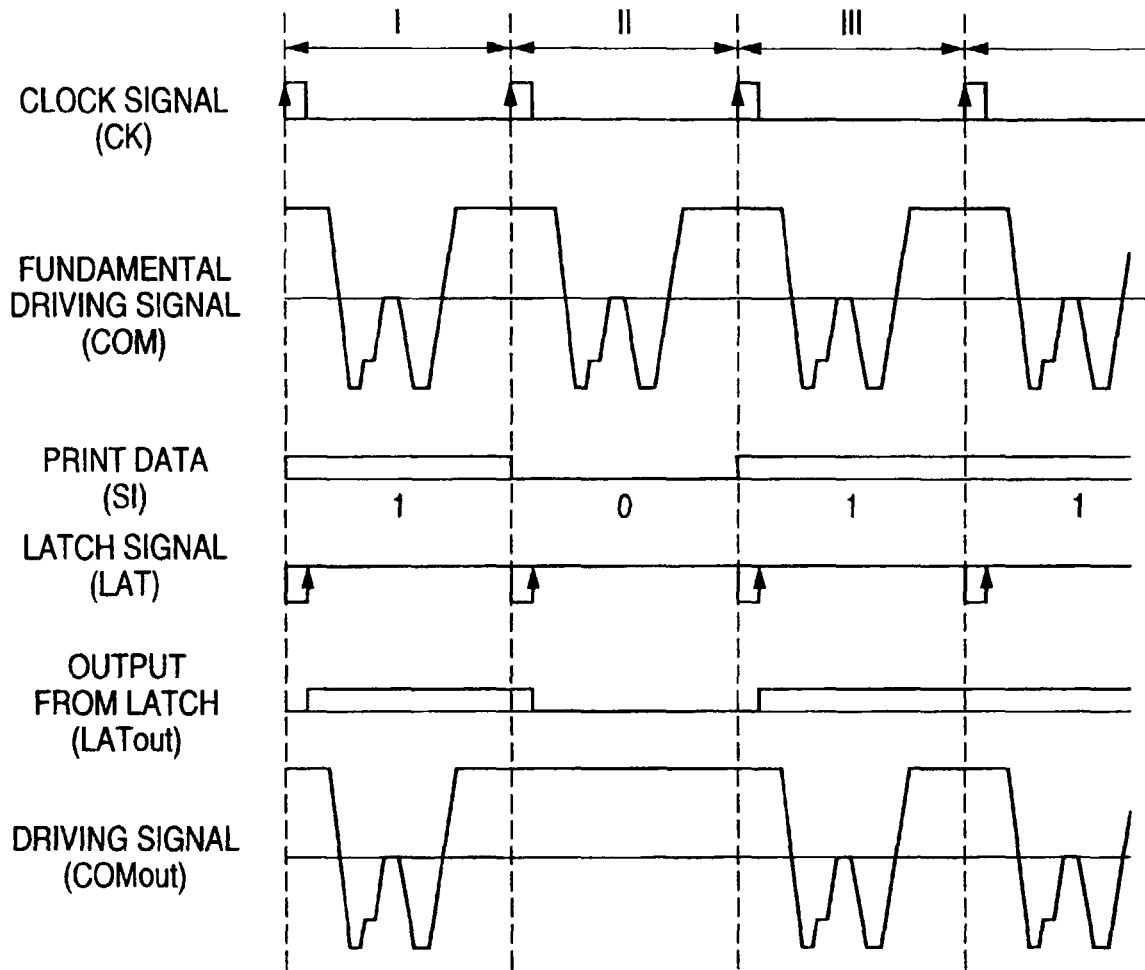 I II III
CLOCK SIGNAL
(CK)
FUNDAMENTAL
DRIVING SIGNAL
(COM)
PRINT DATA
(SI)
1 0 1 1
LATCH SIGNAL
(LAT)
OUTPUT
FROM LATCH
(LATout)
DRIVING SIGNAL
(COMout)